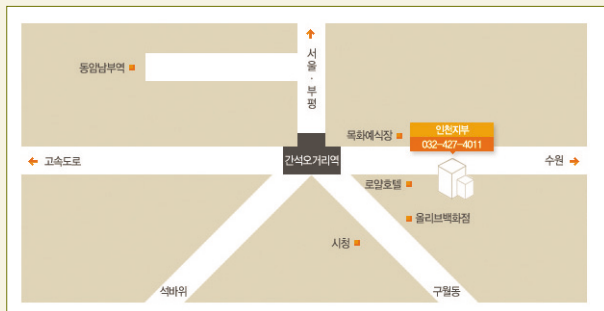 서울·부평
동암남부역
목화예식장
인천지부
032-427-4011
고속도로
간석오거리역
수원
로얄호텔
올리브백화점
시청
석바위
구월동